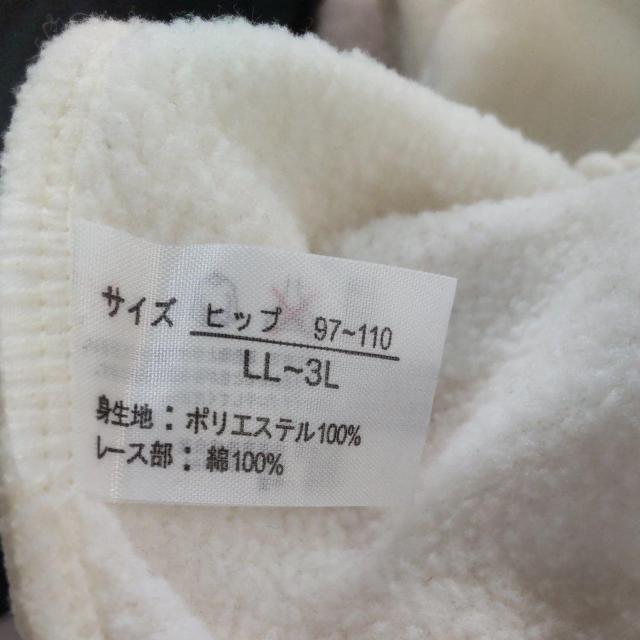 サイズ ヒップ 97~110
LL~3L
身生地：ポリエステル100%
レース部：綿100%